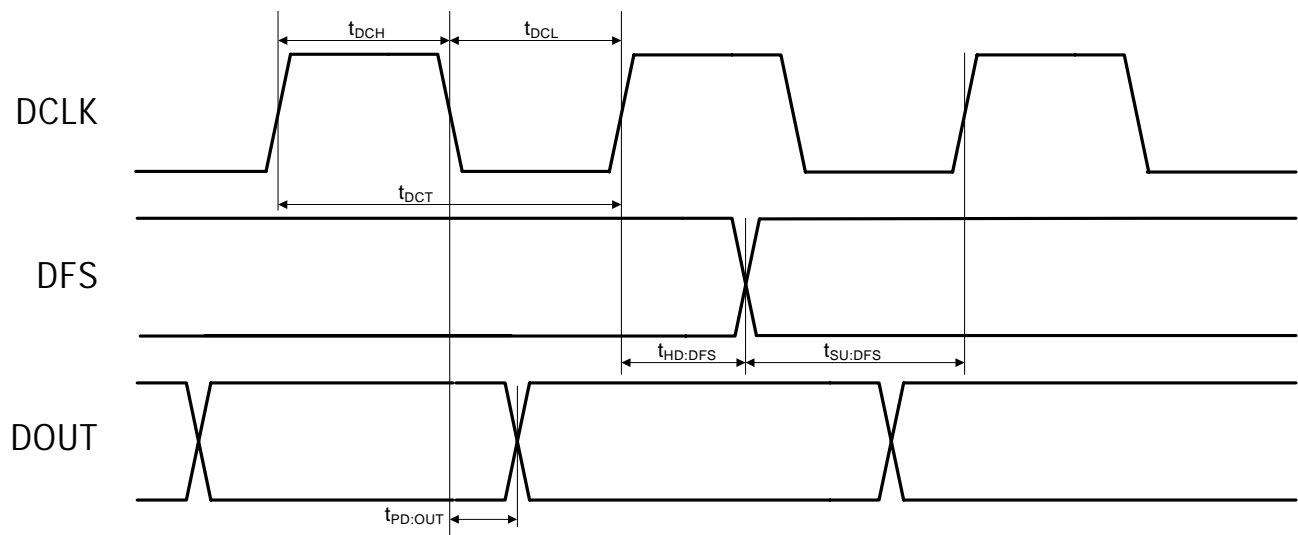 tDCH tDCL
DCLK
tDCT
DFS
tHD:DFS tSU:DFS
DOUT
tPD:OUT